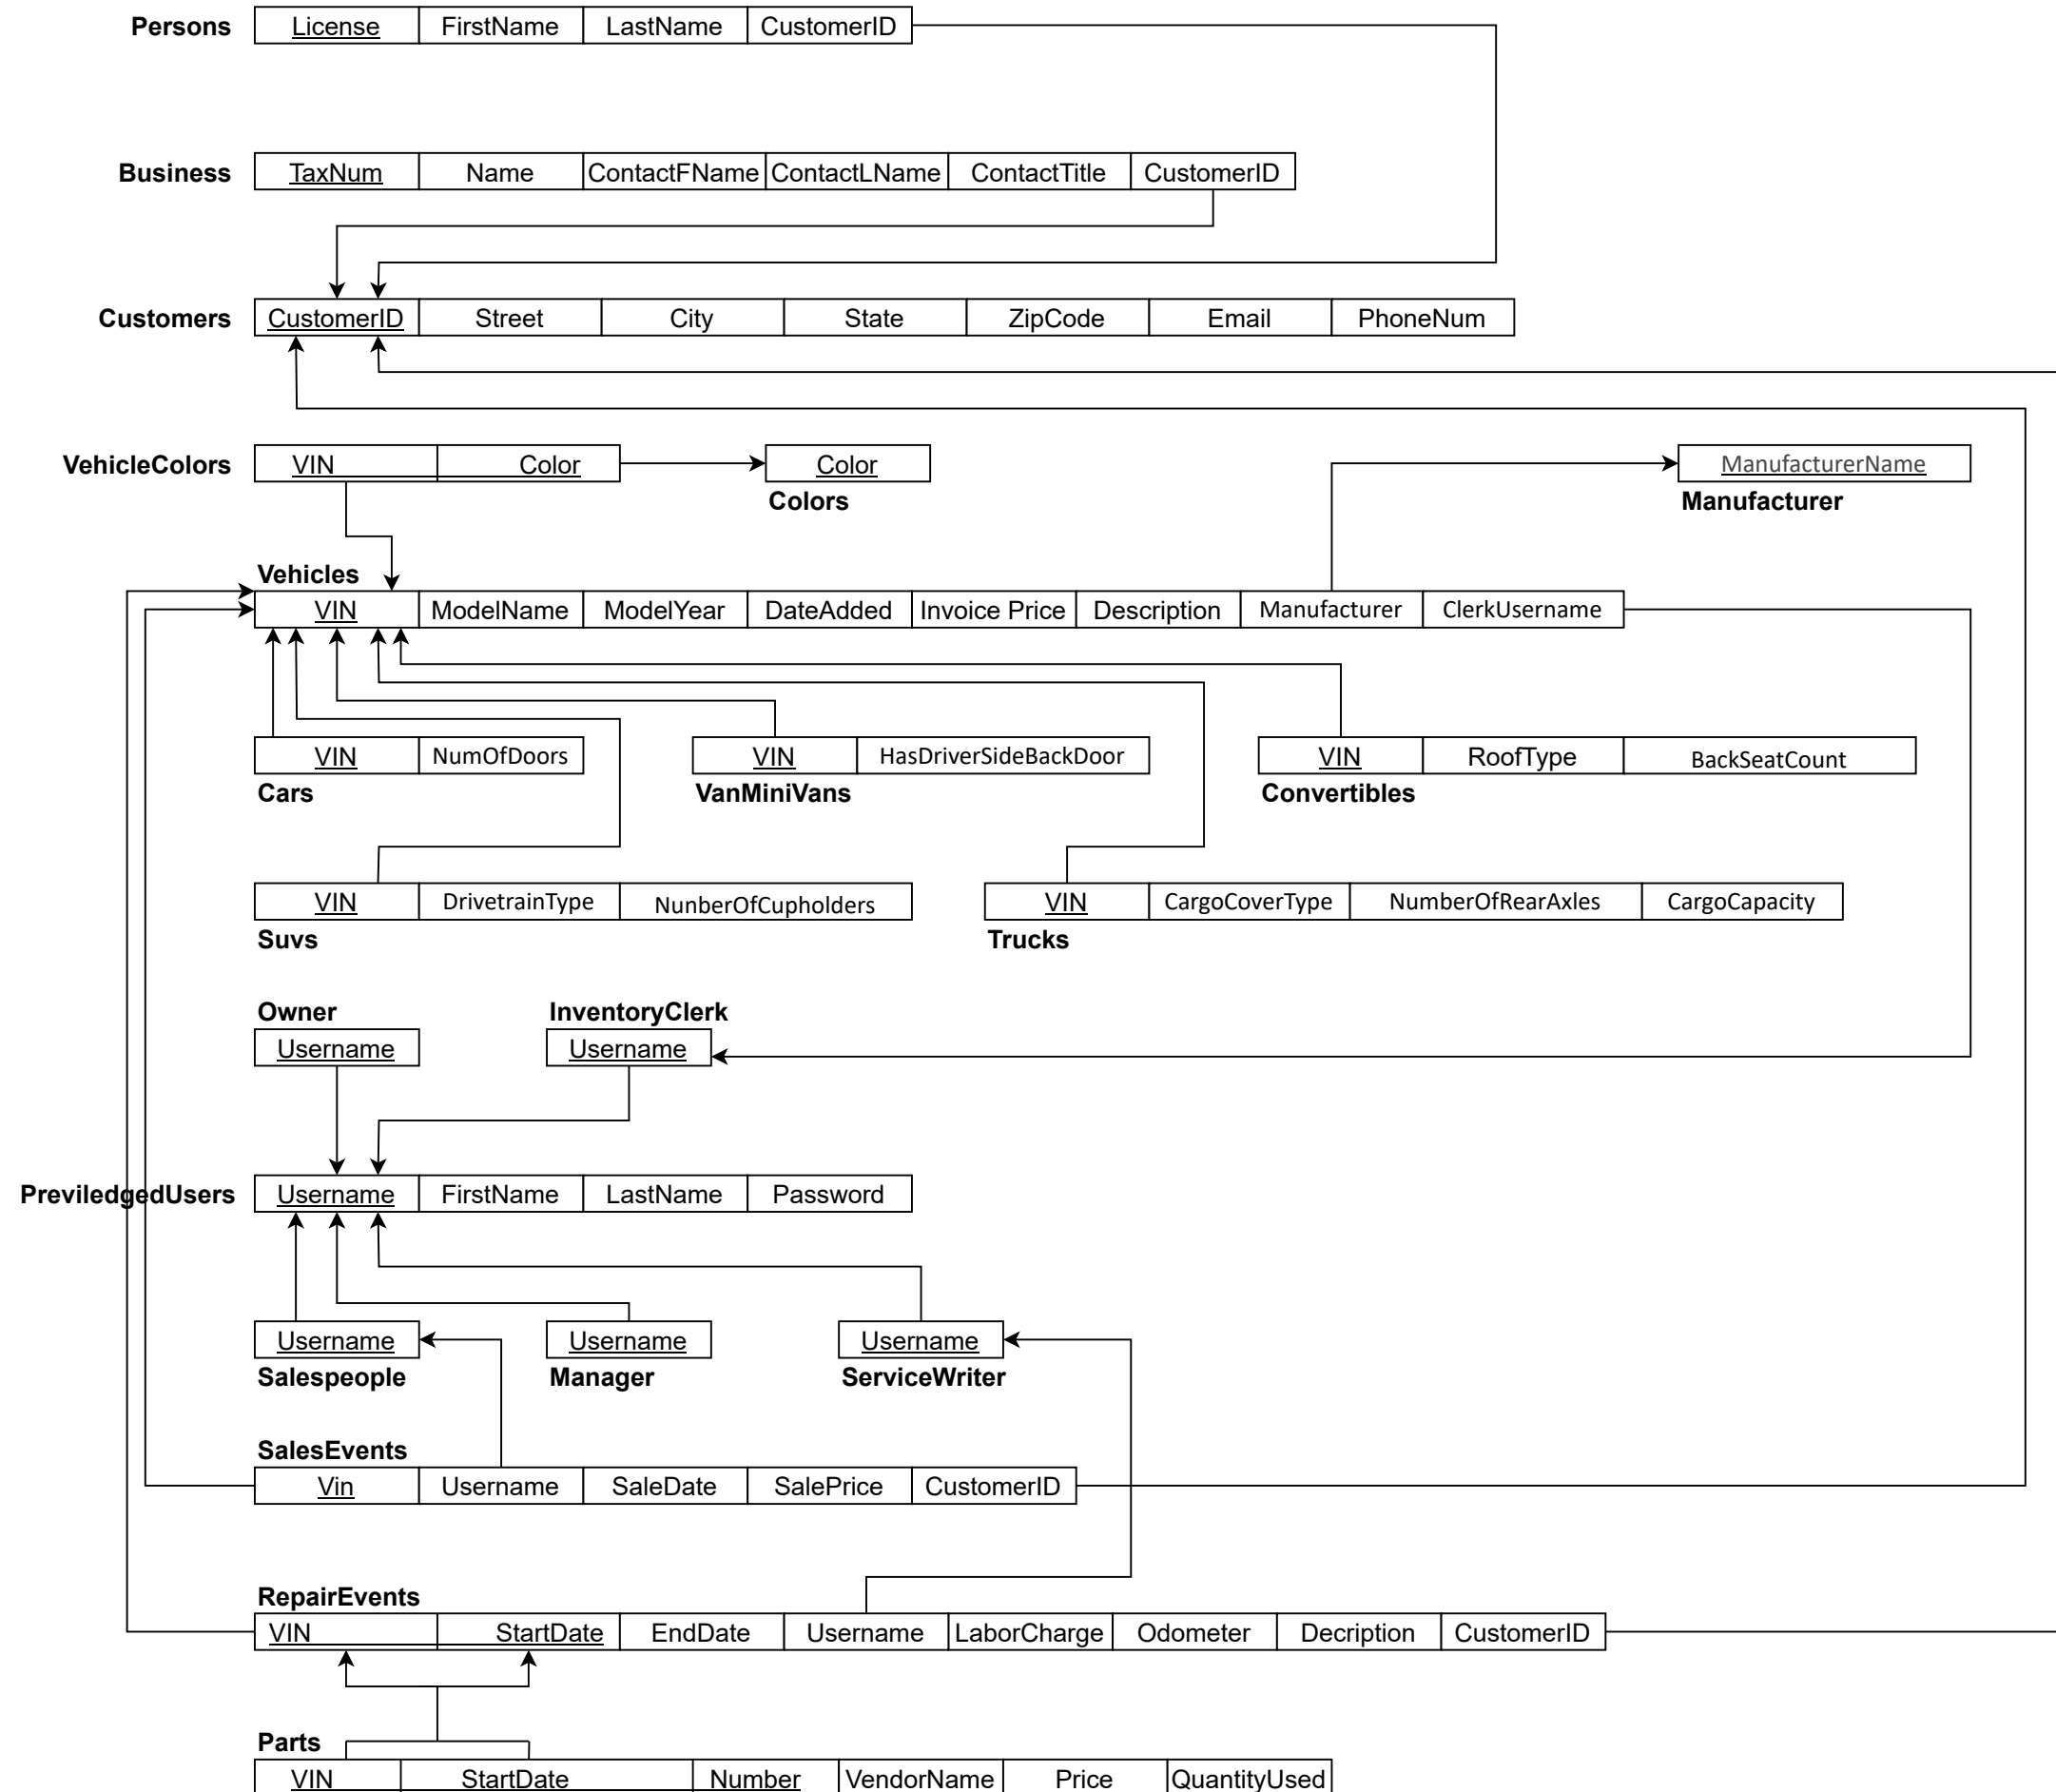 Persons License FirstName LastName CustomerID
Business TaxNum Name ContactFName ContactLName ContactTitle CustomerID
Customers CustomerID Street City State ZipCode Email PhoneNum
VehicleColors VIN Color Color ManufacturerName
Colors Manufacturer
Vehicles
VIN ModelName ModelYear DateAdded Invoice Price Description Manufacturer ClerkUsername
VIN NumOfDoors VIN HasDriverSideBackDoor VIN RoofType BackSeatCount
Cars VanMiniVans Convertibles
VIN DrivetrainType NunberOfCupholders VIN CargoCoverType NumberOfRearAxles CargoCapacity
Suvs Trucks
Owner InventoryClerk
Username Username
PreviledgedUsers Username FirstName LastName Password
Username Username Username
Salespeople Manager ServiceWriter
SalesEvents
Vin Username SaleDate SalePrice CustomerID
RepairEvents
VIN StartDate EndDate Username LaborCharge Odometer Decription CustomerID
Parts
VIN StartDate Number VendorName Price QuantityUsed